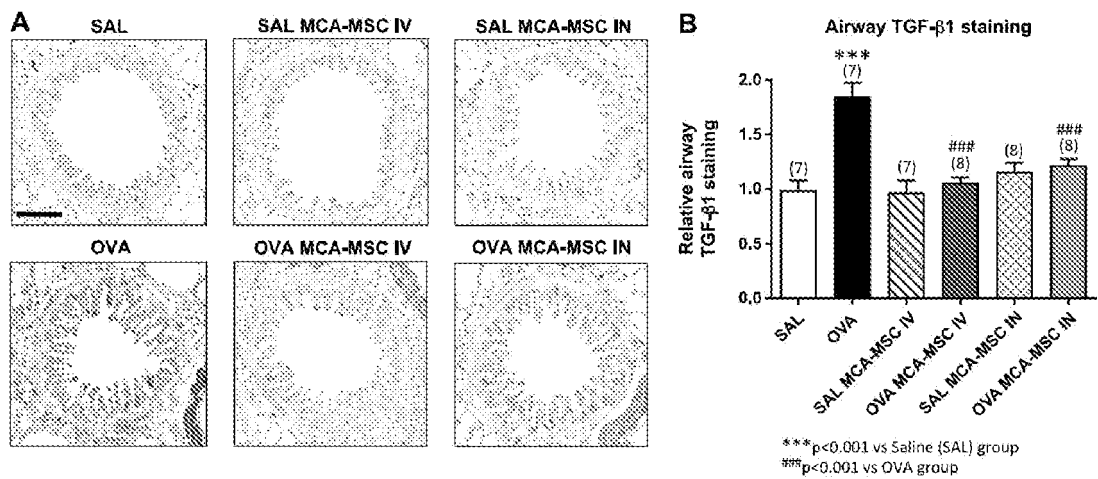 A
SAL
SAL MCA-MSC IV
SAL MCA-MSC IN
OVA
OVA MCA-MSC IV
OVA MCA-MSC IN
B
Airway TGF-β1 staining
Relative airway
TGF-β1 staining
2.0
1.5
1.0
0.5
0.0
(7)
***
(7)
(7)
###
(8)
(8)
###
(8)
SAL
OVA
SAL MCA-MSC IV
OVA MCA-MSC IV
SAL MCA-MSC IN
OVA MCA-MSC IN
***p<0.001 vs Saline (SAL) group
###p<0.001 vs OVA group